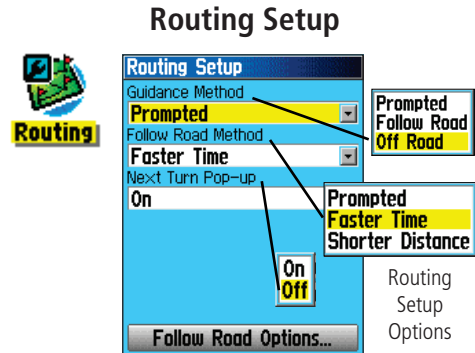 Routing Setup
Routing
Routing Setup
Guidance Method
Prompted
Follow Road Method
Faster Time
Next Turn Pop-up
On
Follow Road Options...
Prompted
Follow Road
Off Road
Prompted
Faster Time
Shorter Distance
On
Off
Routing
Setup
Options